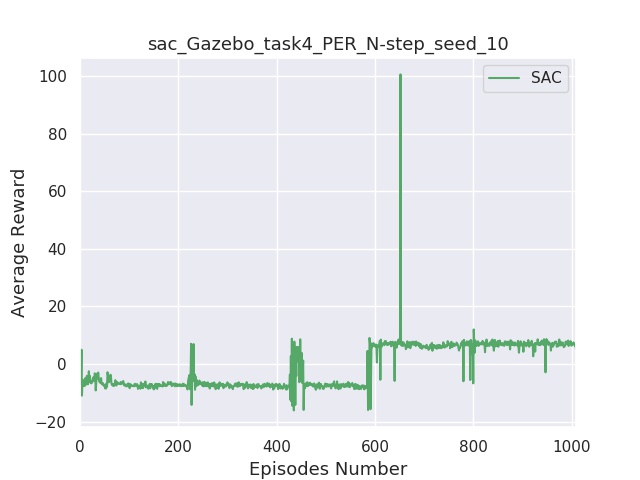 sac_Gazebo_task4_PER_N-step_seed_10
SAC
100
80
60
40
20
0
−20
Average Reward
0 200 400 600 800 1000
Episodes Number